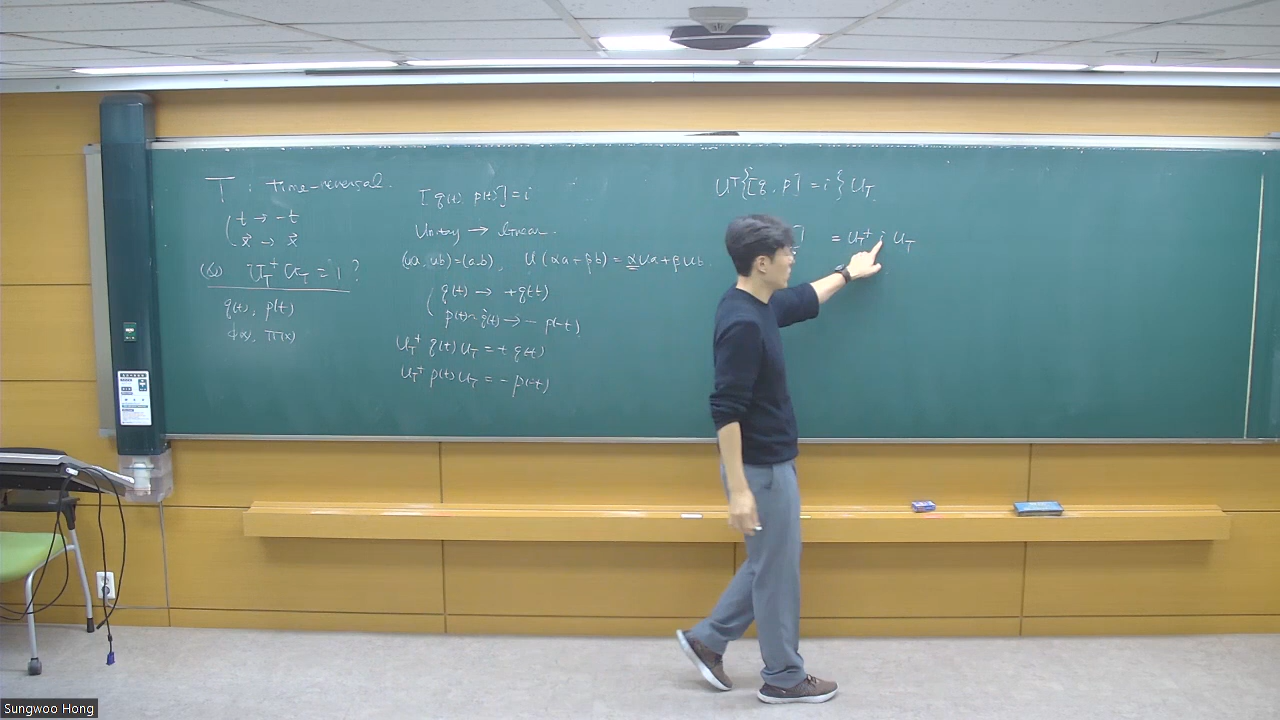 T : time-reversal.
t → -t
x⃗ → x⃗
(Q) U_T^† U_T = 1 ?
q(t), p(t)
ϕ(x), Π(x)
[q(t), p(t)] = i
Unitary → linear.
(ua, ub) = (a.b), U(αa+βb) = αUa+βUb.
q(t) → +q(-t)
p(t) ~ q̇(t) → - p(-t)
U_T^† q(t) U_T = + q(-t)
U_T^† p(t) U_T = - p(-t)
U_T^†{[q, p] = i} U_T
] = U_T^† i U_T
Sungwoo Hong